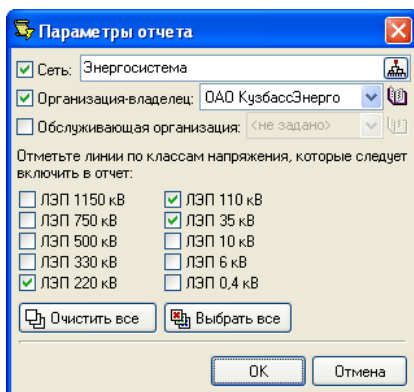 Параметры отчета
Сеть: Энергосистема
Организация-владелец: ОАО КузбассЭнерго
Обслуживающая организация: <не задано>
Отметьте линии по классам напряжения, которые следует
включить в отчет:
ЛЭП 1150 кВ ЛЭП 110 кВ
ЛЭП 750 кВ ЛЭП 35 кВ
ЛЭП 500 кВ ЛЭП 10 кВ
ЛЭП 330 кВ ЛЭП 6 кВ
ЛЭП 220 кВ ЛЭП 0,4 кВ
Очистить все Выбрать все
OK Отмена